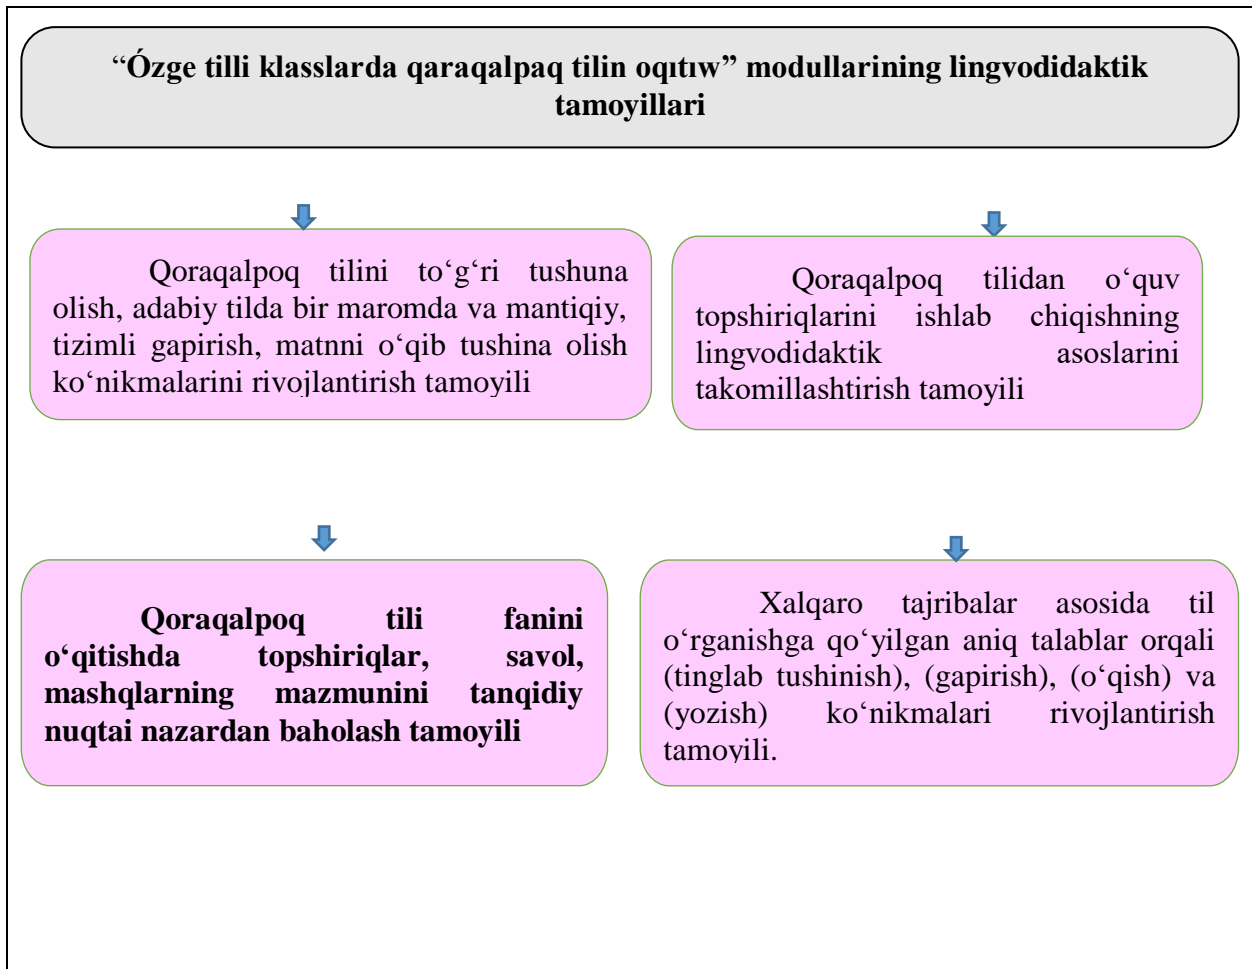 “Ózge tilli klasslarda qaraqalpaq tilin oqıtıw” modullarining lingvodidaktik
tamoyillari
Qoraqalpoq tilini to‘g‘ri tushuna
olish, adabiy tilda bir maromda va mantiqiy,
tizimli gapirish, matnni o‘qib tushina olish
ko‘nikmalarini rivojlantirish tamoyili
Qoraqalpoq tilidan o‘quv
topshiriqlarini ishlab chiqishning
lingvodidaktik asoslarini
takomillashtirish tamoyili
Qoraqalpoq tili fanini
o‘qitishda topshiriqlar, savol,
mashqlarning mazmunini tanqidiy
nuqtai nazardan baholash tamoyili
Xalqaro tajribalar asosida til
o‘rganishga qo‘yilgan aniq talablar orqali
(tinglab tushinish), (gapirish), (o‘qish) va
(yozish) ko‘nikmalari rivojlantirish
tamoyili.